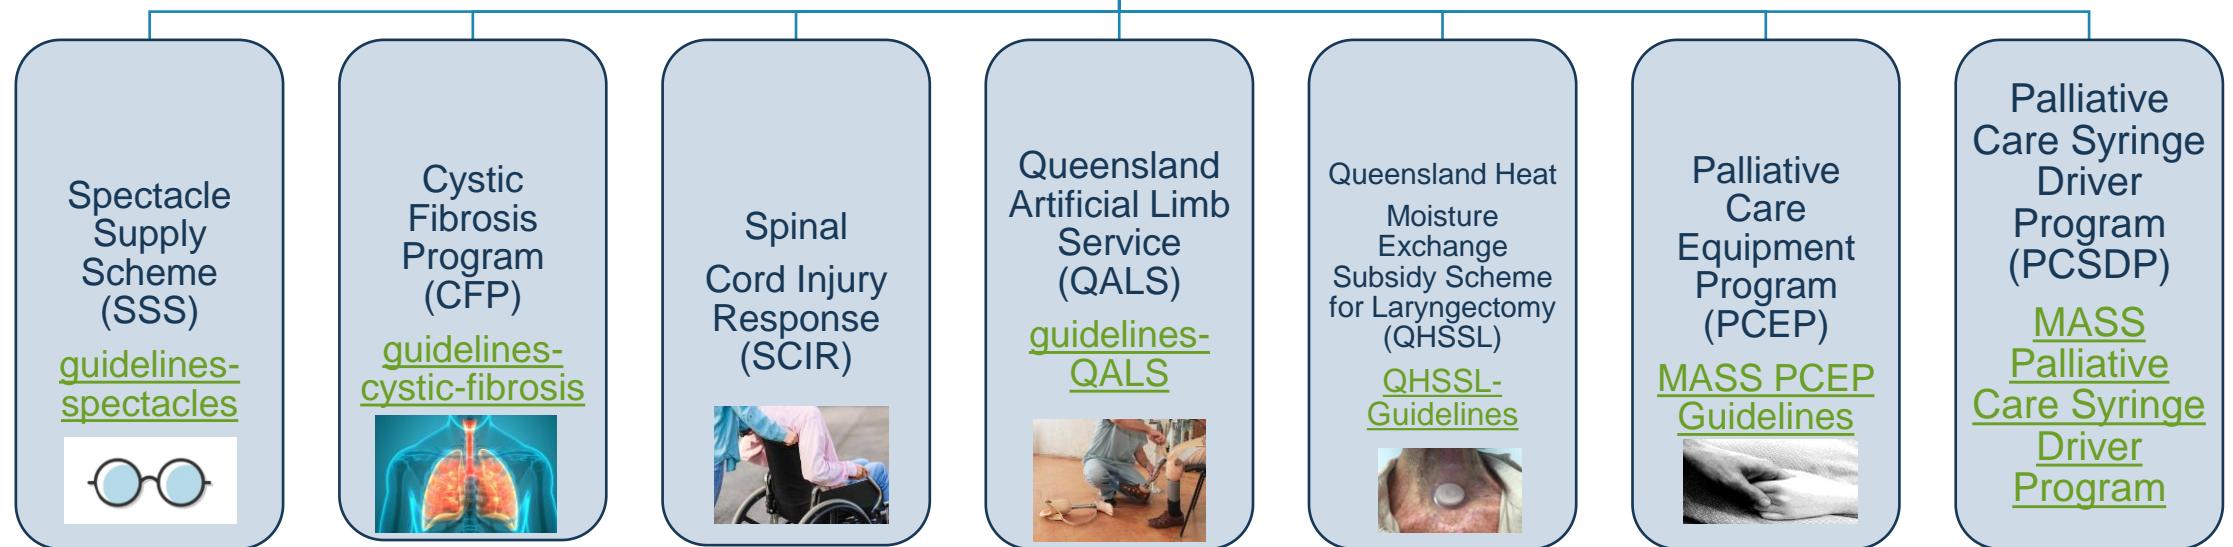 Spectacle
Supply
Scheme
(SSS)
guidelines-
spectacles
Cystic
Fibrosis
Program
(CFP)
guidelines-
cystic-fibrosis
Spinal
Cord Injury
Response
(SCIR)
Queensland
Artificial Limb
Service
(QALS)
guidelines-
QALS
Queensland Heat
Moisture
Exchange
Subsidy Scheme
for Laryngectomy
(QHSSL)
QHSSL-
Guidelines
Palliative
Care
Equipment
Program
(PCEP)
MASS PCEP
Guidelines
Palliative
Care Syringe
Driver
Program
(PCSDP)
MASS
Palliative
Care Syringe
Driver
Program